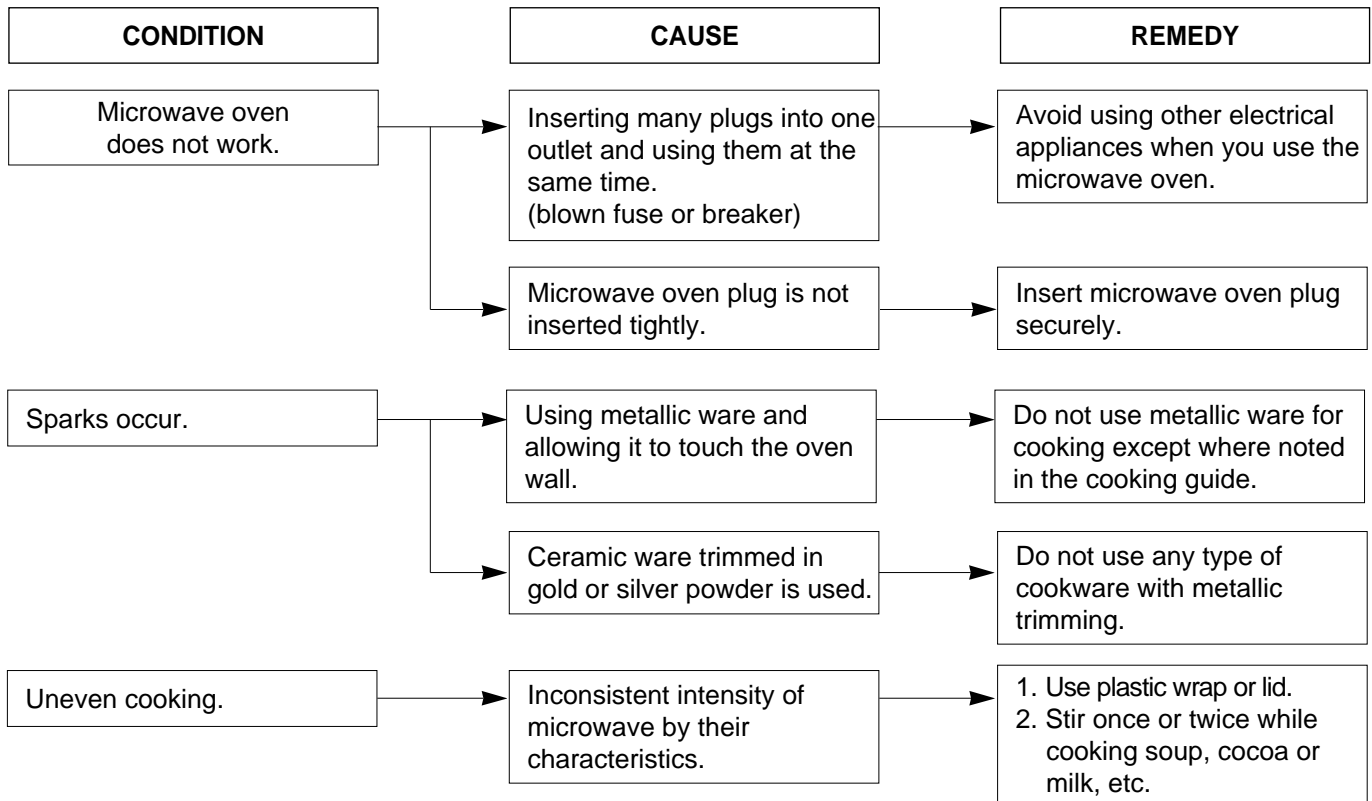 CONDITION
CAUSE
REMEDY
Microwave oven
does not work.
Inserting many plugs into one
outlet and using them at the
same time.
(blown fuse or breaker)
Avoid using other electrical
appliances when you use the
microwave oven.
Microwave oven plug is not
inserted tightly.
Insert microwave oven plug
securely.
Sparks occur.
Using metallic ware and
allowing it to touch the oven
wall.
Do not use metallic ware for
cooking except where noted
in the cooking guide.
Ceramic ware trimmed in
gold or silver powder is used.
Do not use any type of
cookware with metallic
trimming.
Uneven cooking.
Inconsistent intensity of
microwave by their
characteristics.
1. Use plastic wrap or lid.
2. Stir once or twice while
cooking soup, cocoa or
milk, etc.